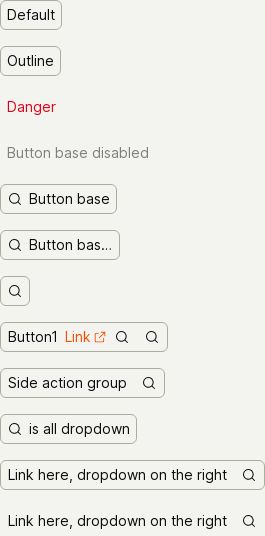 Default
Outline
Danger
Button base disabled
Button base
Button bas...
Button1 Link
Side action group
is all dropdown
Link here, dropdown on the right
Link here, dropdown on the right